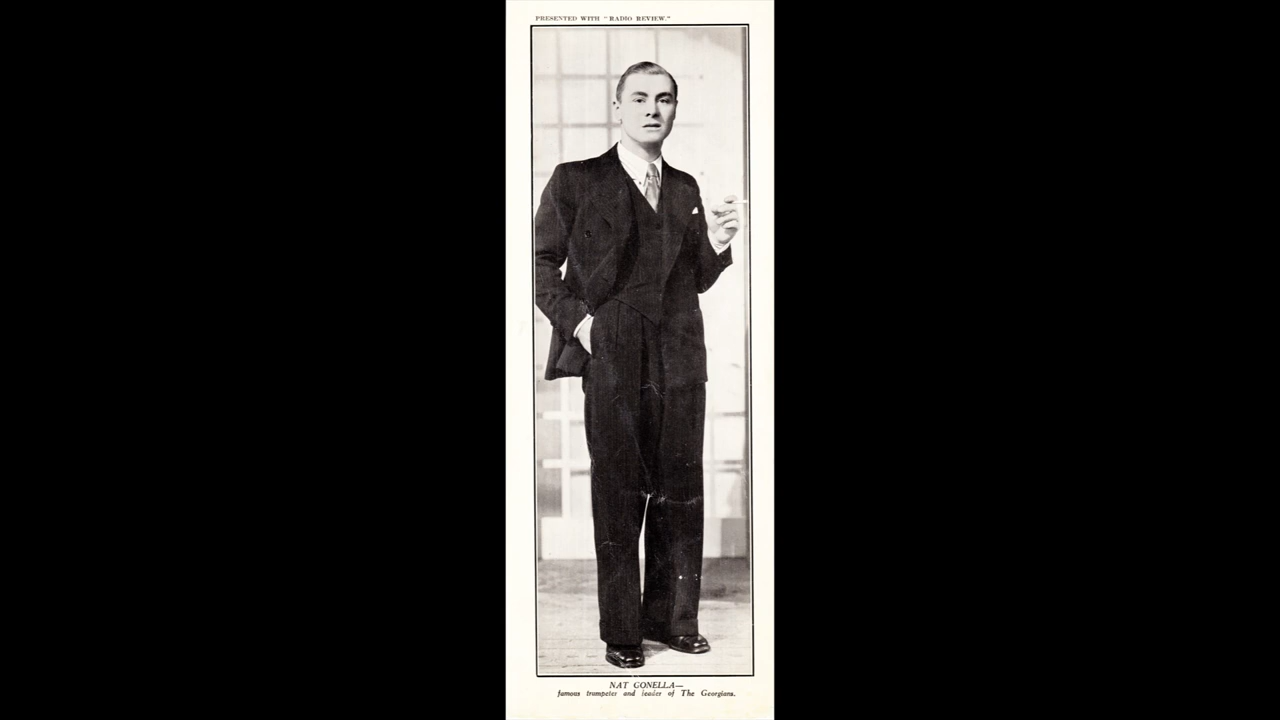 PRESENTED WITH "RADIO REVIEW."
NAT GONELLA—
famous trumpeter and leader of The Georgians.